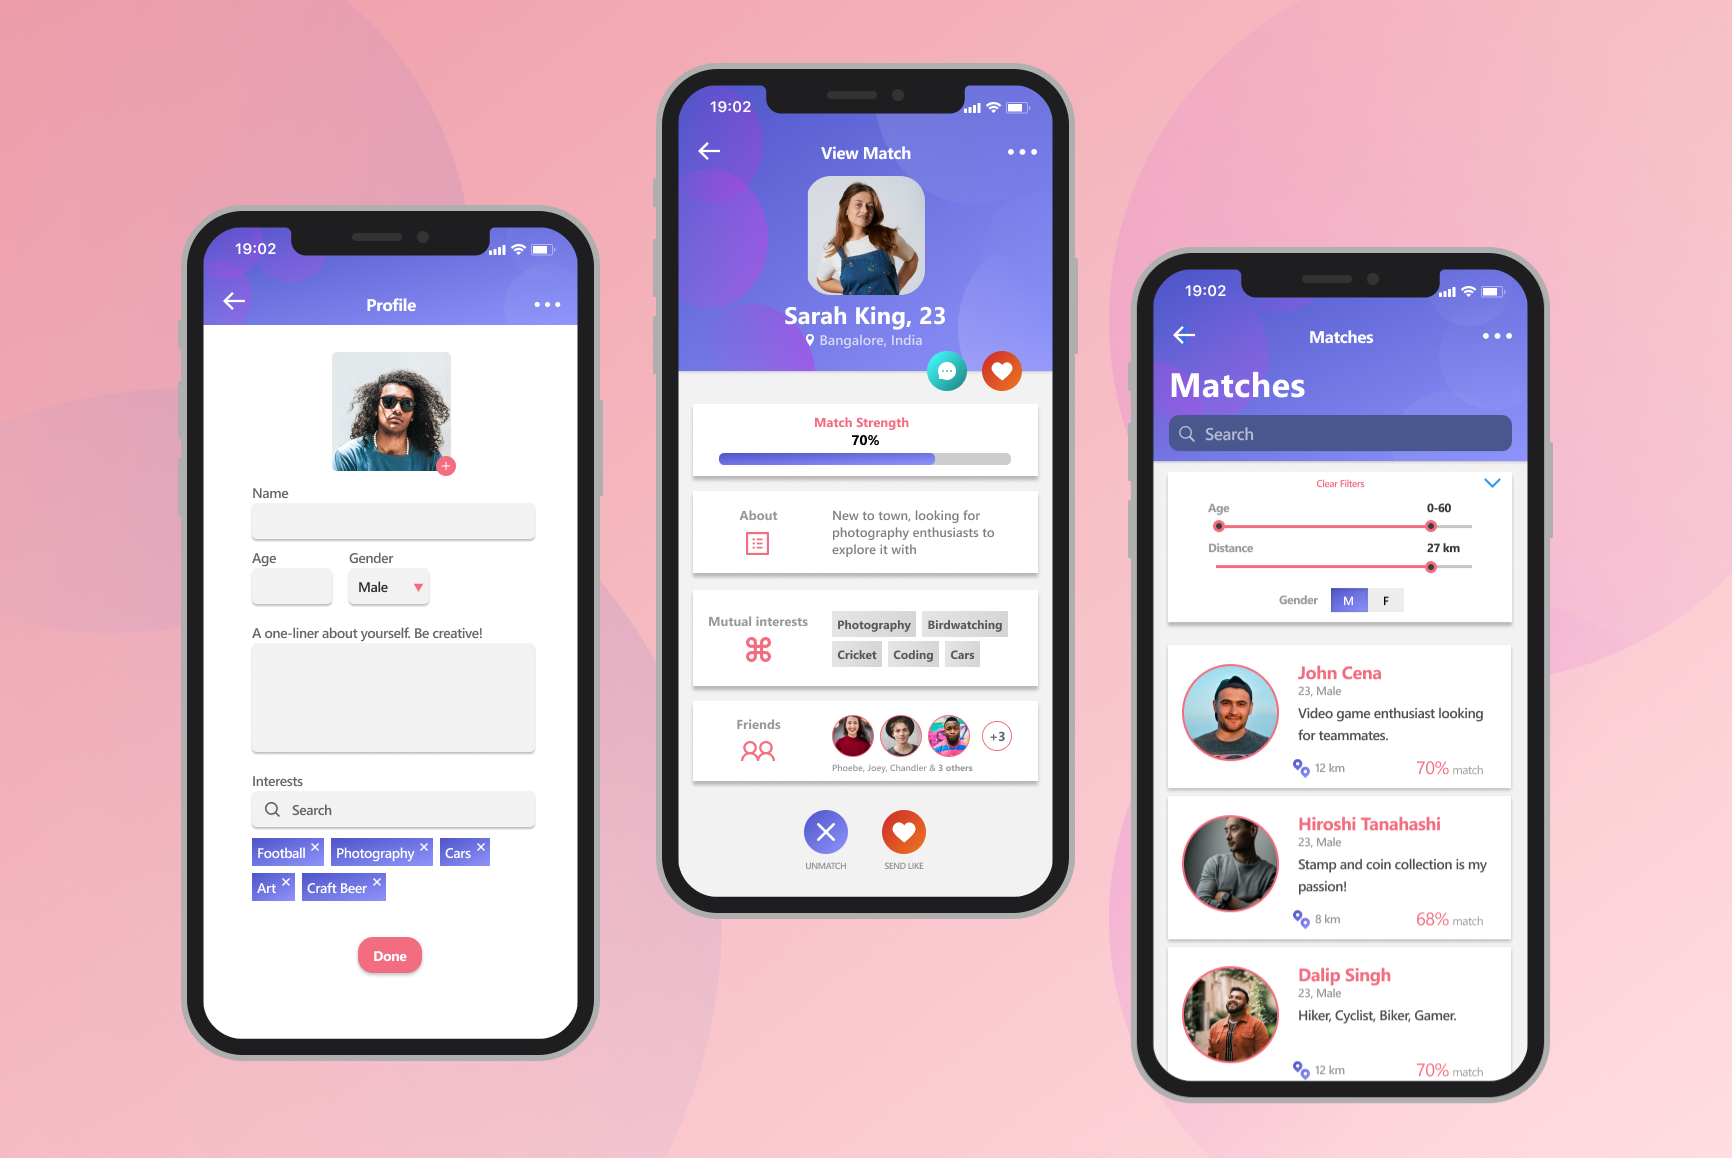 19:02
Profile
Name
Age
Gender
Male
A one-liner about yourself. Be creative!
Interests
Search
Football
Photography
Cars
Art
Craft Beer
Done
19:02
View Match
Sarah King, 23
Bangalore, India
Match Strength
70%
About
New to town, looking for
photography enthusiasts to
explore it with
Mutual interests
Photography
Birdwatching
Cricket
Coding
Cars
Friends
+3
Phoebe, Joey, Chandler & 3 others
UNMATCH
SEND LIKE
19:02
Matches
Matches
Search
Clear Filters
Age
0-60
Distance
27 km
Gender
M
F
John Cena
23, Male
Video game enthusiast looking
for teammates.
12 km
70% match
Hiroshi Tanahashi
23, Male
Stamp and coin collection is my
passion!
8 km
68% match
Dalip Singh
23, Male
Hiker, Cyclist, Biker, Gamer.
12 km
70% match